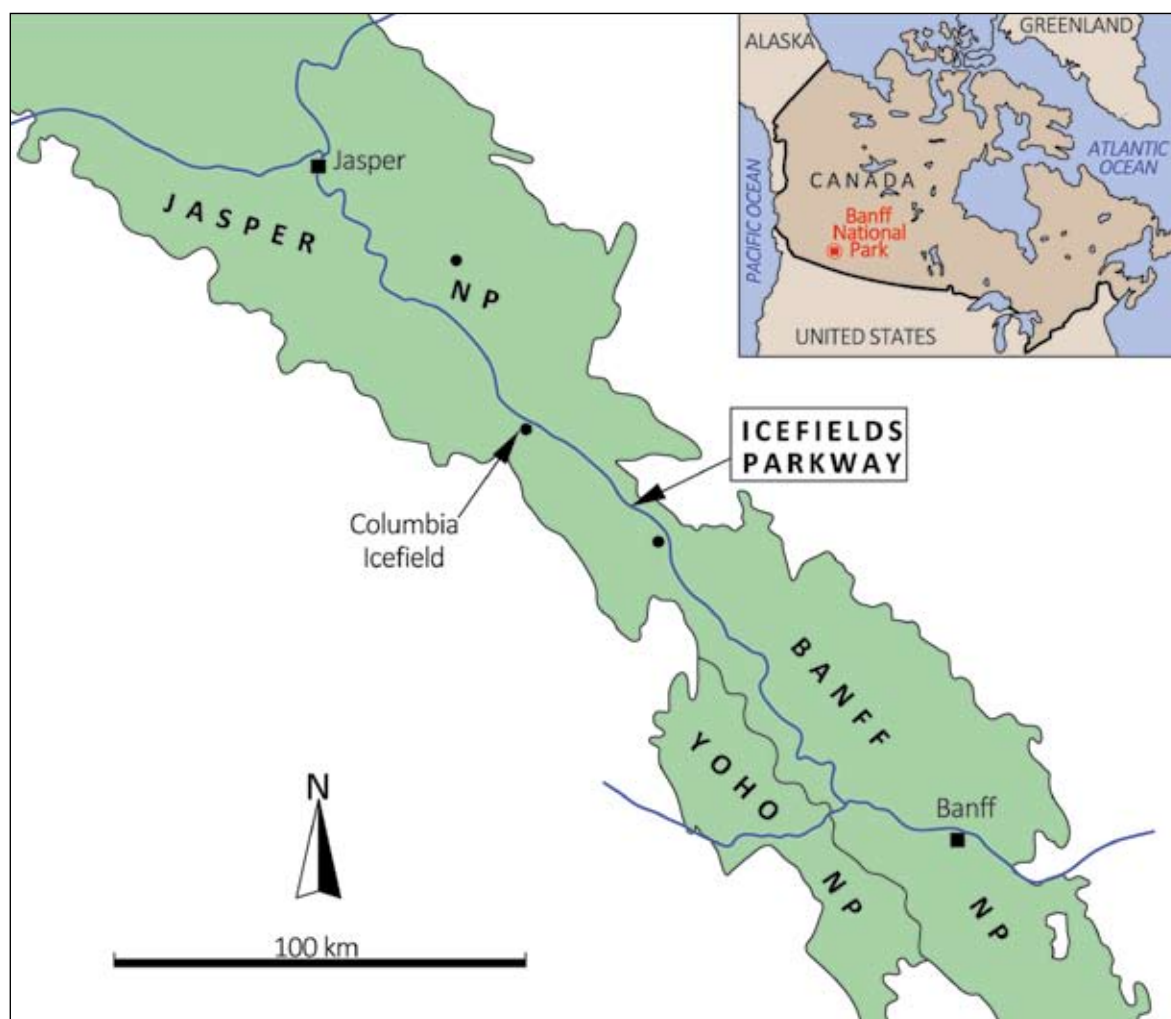 ALASKA
GREENLAND
ATLANTIC
OCEAN
CANADA
PACIFIC OCEAN
Banff
National
Park
UNITED STATES
Jasper
JASPER
NP
ICEFIELDS
PARKWAY
Columbia
Icefield
BANFF
NP
YOHO
NP
Banff
N
100 km